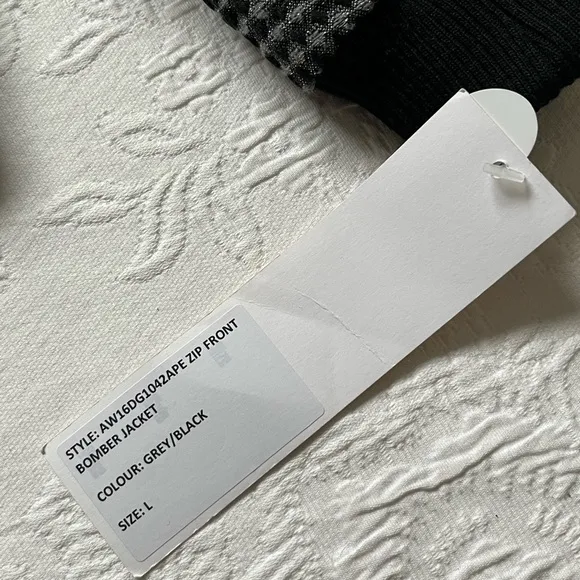 STYLE: AW16DG1042APE ZIP FRONT
BOMBER JACKET
COLOUR: GREY/BLACK
SIZE: L